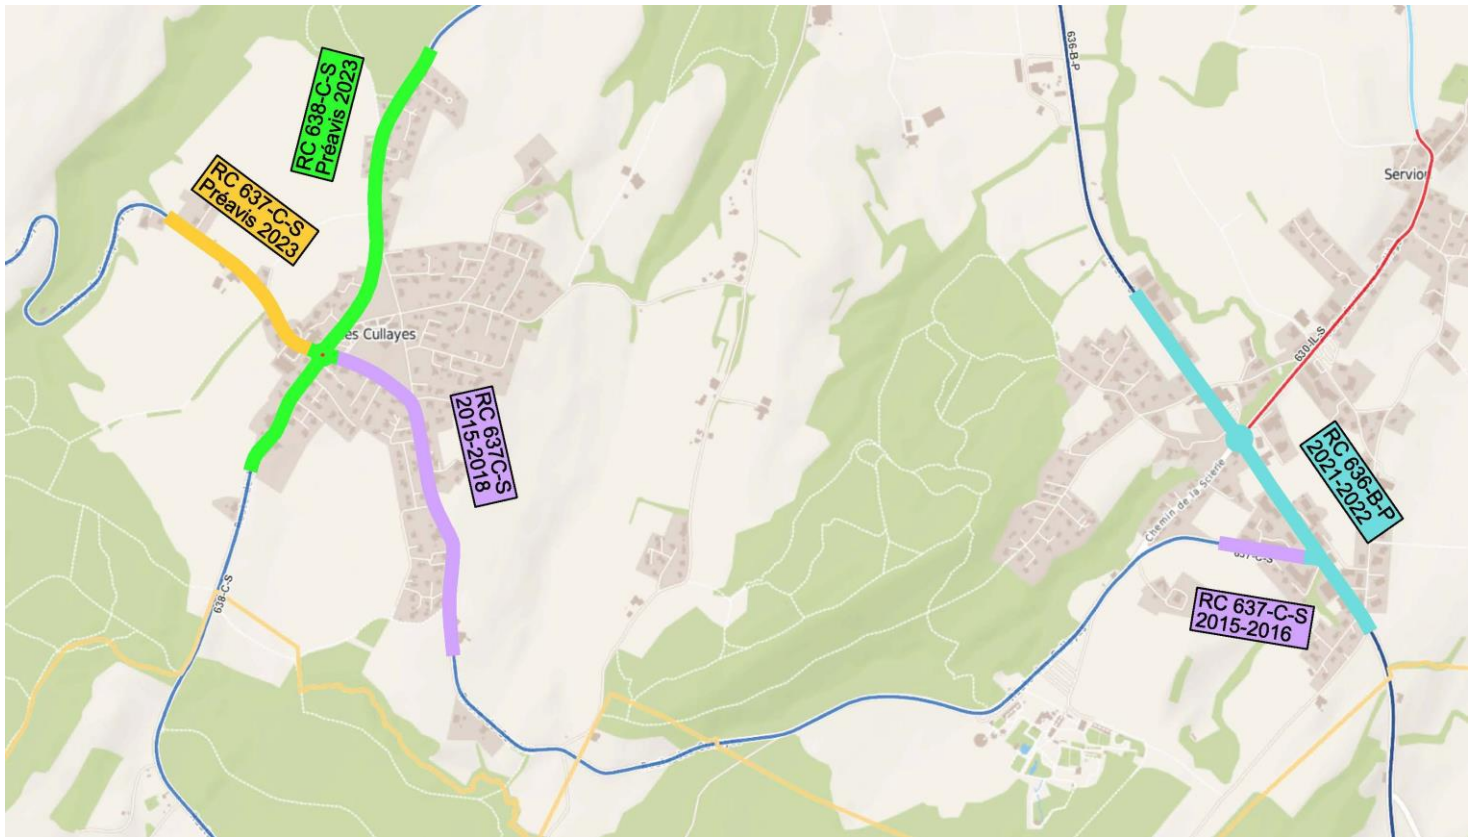 RC 638-C-S
Préavis 2023
636-B-P
RC 637-C-S
Préavis 2023
Servion
es Cullayes
630-IL-S
RC 637C-S
2015-2018
RC 636-B-P
2021-2022
Chemin de la Scierie
637-C-S
638-C-S
RC 637-C-S
2015-2016